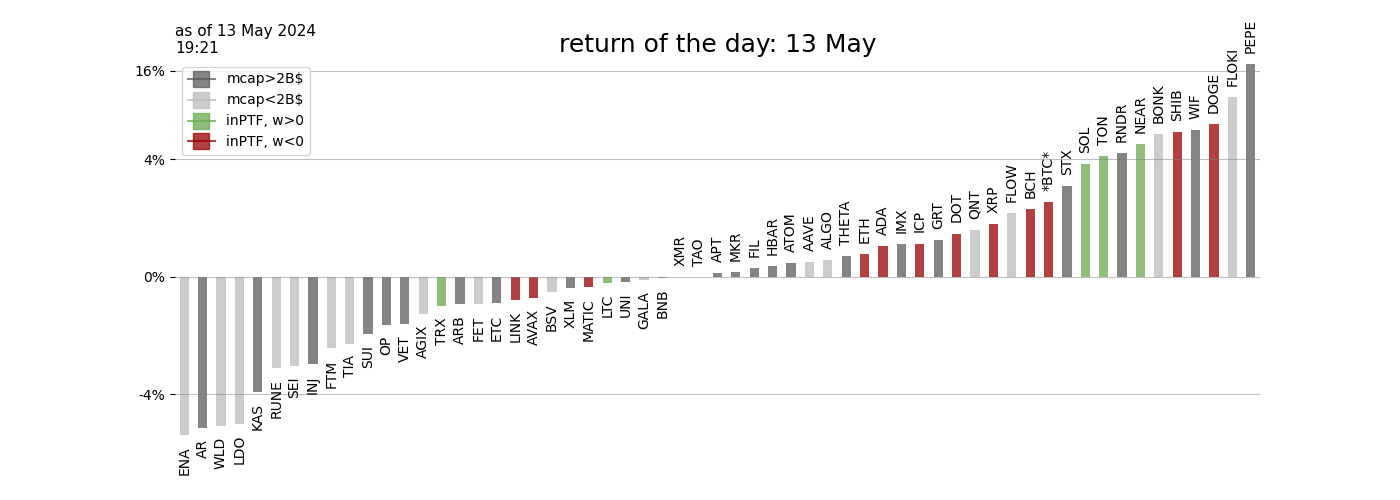 as of 13 May 2024
19:21
return of the day: 13 May
mcap>2B$
mcap<2B$
inPTF, w>0
inPTF, w<0
16%
4%
0%
-4%
ENA
AR
WLD
LDO
KAS
RUNE
SEI
INJ
FTM
TIA
SUI
OP
VET
AGIX
TRX
ARB
FET
ETC
LINK
AVAX
BSV
XLM
MATIC
LTC
UNI
GALA
BNB
XMR
TAO
APT
MKR
FIL
HBAR
ATOM
AAVE
ALGO
THETA
ETH
ADA
IMX
ICP
GRT
DOT
QNT
XRP
FLOW
BCH
*BTC*
STX
SOL
TON
RNDR
NEAR
BONK
SHIB
WIF
DOGE
FLOKI
PEPE